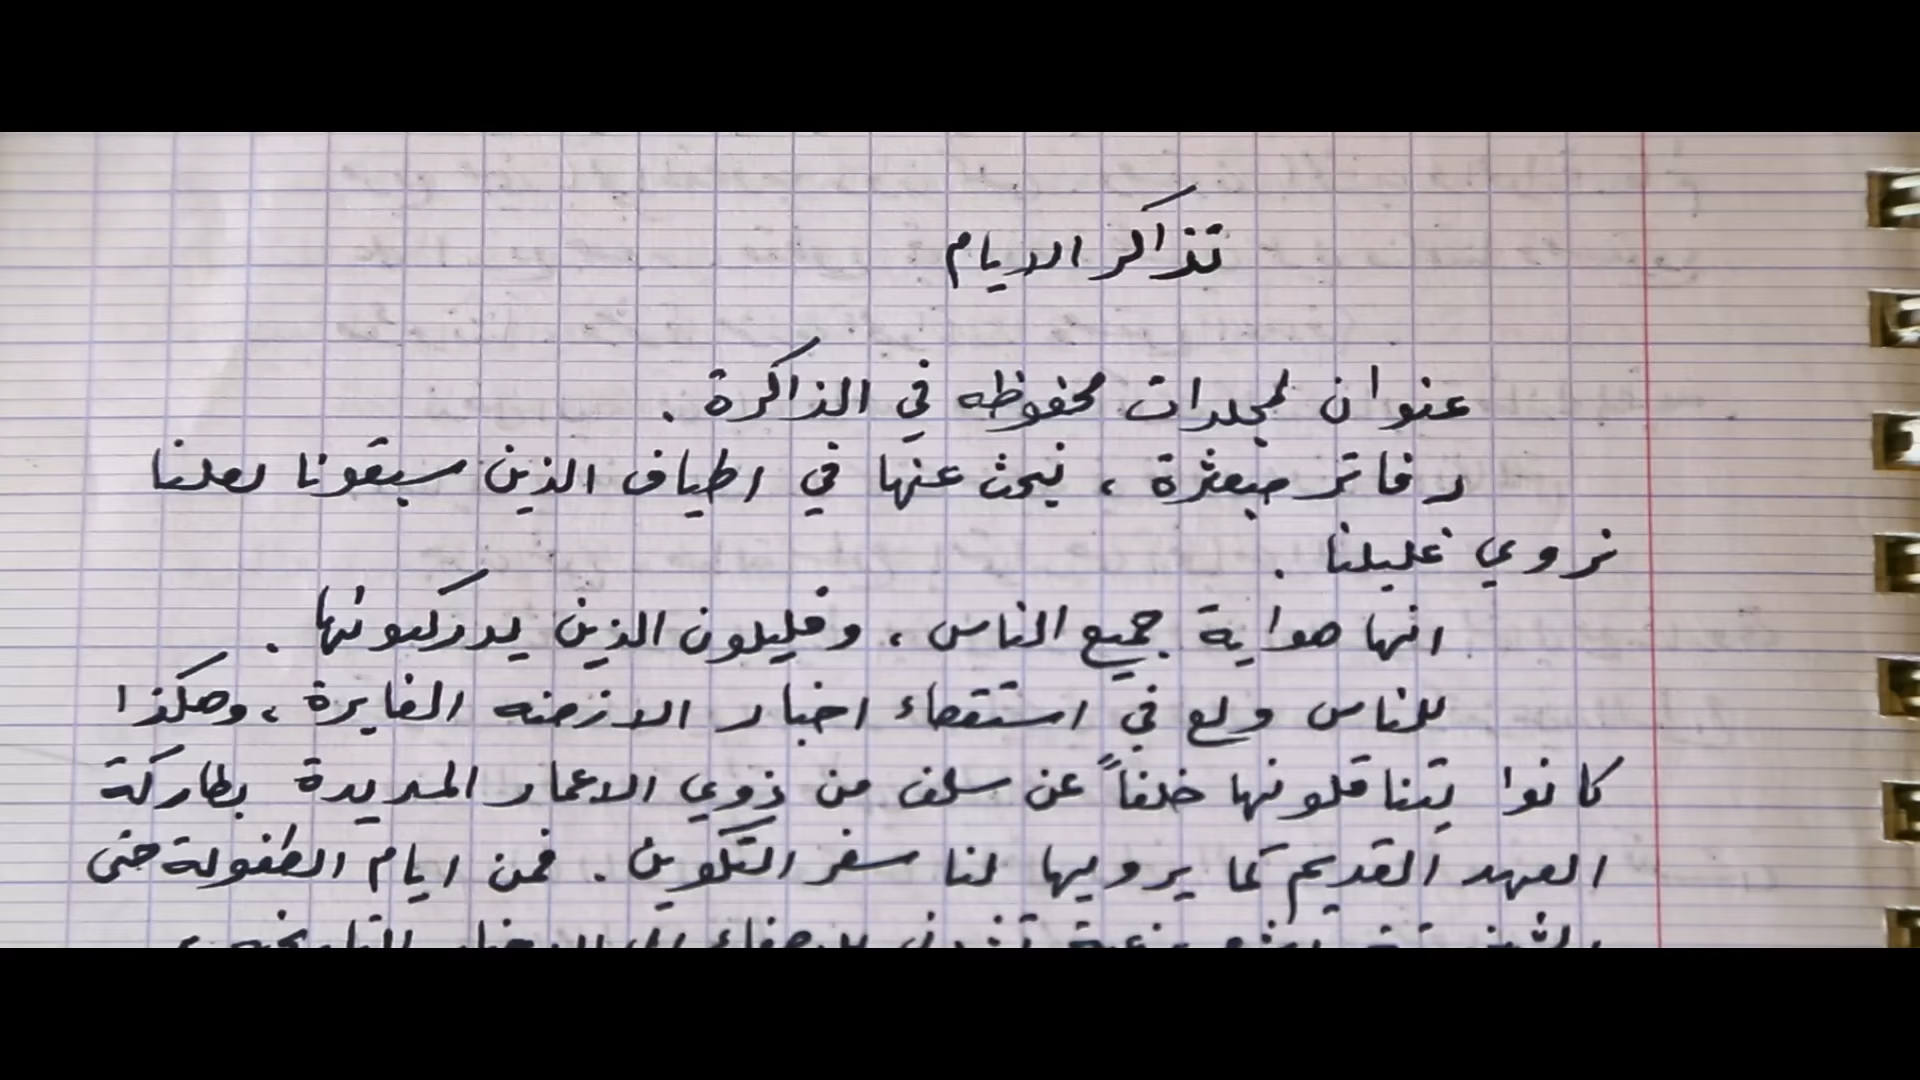 تذاكر الايام
عنوان لمجلدات محفوظه في الذاكرة .
دفاتر مبعثرة ، نبحث عنها في اطياف الذين سبقونا لعلنا
نروي غليلنا .
انها هواية جميع الناس ، وقليلون الذين يدركونها .
للناس ولع في استقصاء اخبار الازمنه الغابرة ، وهكذا
كانوا يتناقلونها خلفاً عن سلف من ذوي الاعمار المديدة بطاركة
العهد القديم كما يرويها لنا سفر التكوين . فمن ايام الطفولة حتى